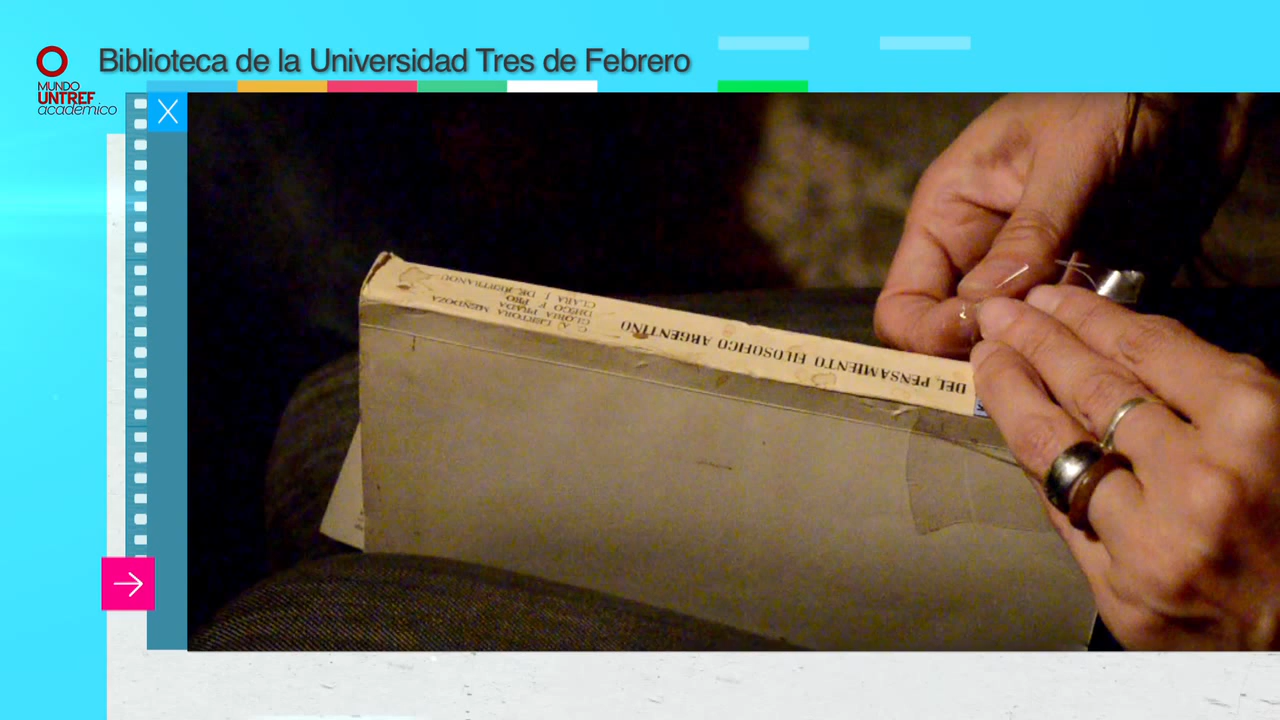 Biblioteca de la Universidad Tres de Febrero
MUNDO
UNTREF
académico
DEL PENSAMIENTO FILOSOFICO ARGENTINO
C. A. LERTORA MENDOZA
GLORIA PRADA
DIEGO F. PRO
CLARA J. DE